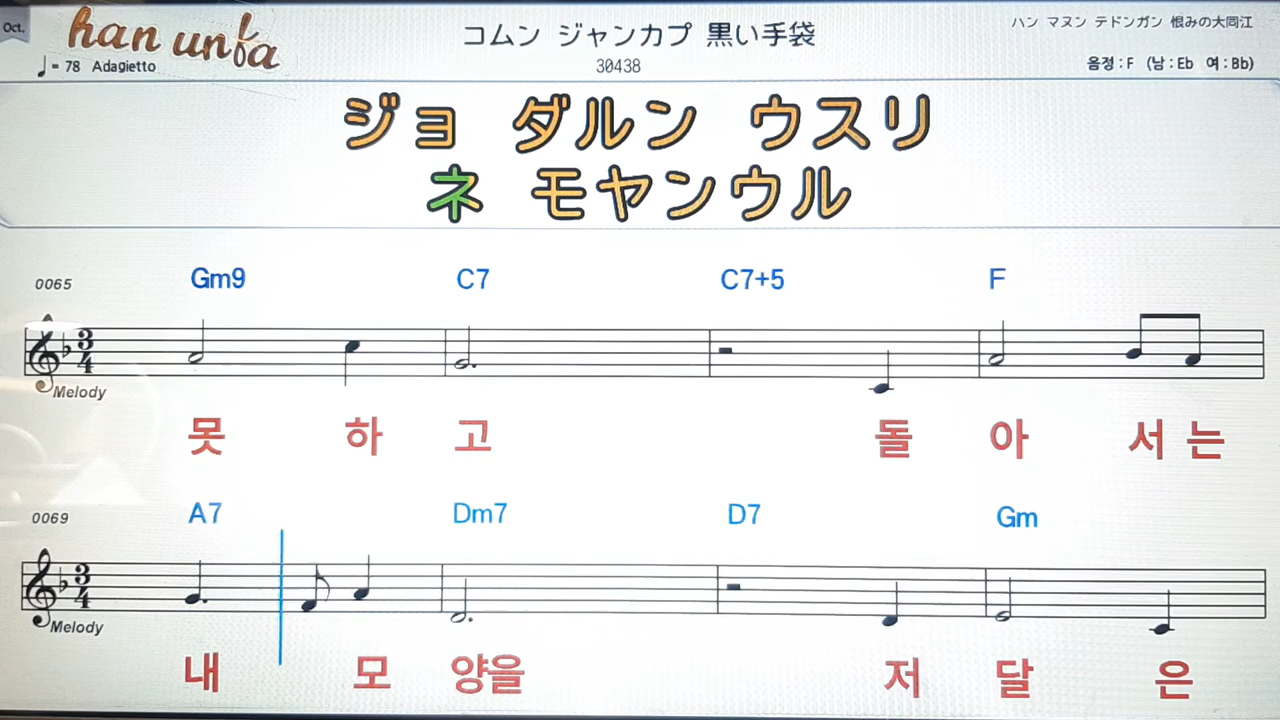 Oct.
han unfa
コムン ジャンカプ 黒い手袋
ハン マヌン テドンガン 恨みの大同江
♩= 78 Adagietto
30438
음정 : F (남 : Eb 여 : Bb)
ジョ ダルン ウスリ
ネ モヤンウル
0065 Gm9 C7 C7+5 F
3 4
Melody
못 하 고 돌 아 서 는
0069 A7 Dm7 D7 Gm
3 4
Melody
내 모 양을 저 달 은